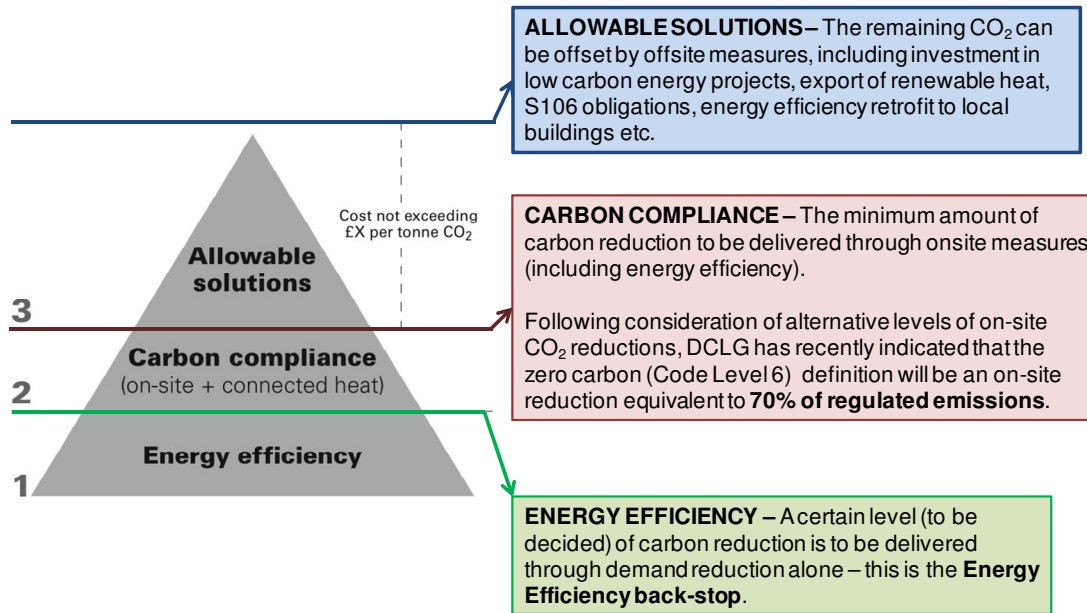 ALLOWABLE SOLUTIONS – The remaining CO₂ can
be offset by offsite measures, including investment in
low carbon energy projects, export of renewable heat,
S106 obligations, energy efficiency retrofit to local
buildings etc.
Cost not exceeding
£X per tonne CO₂
Allowable
solutions
3
CARBON COMPLIANCE – The minimum amount of
carbon reduction to be delivered through onsite measures
(including energy efficiency).
Following consideration of alternative levels of on-site
CO₂ reductions, DCLG has recently indicated that the
zero carbon (Code Level 6) definition will be an on-site
reduction equivalent to 70% of regulated emissions.
Carbon compliance
(on-site + connected heat)
2
Energy efficiency
1
ENERGY EFFICIENCY – A certain level (to be
decided) of carbon reduction is to be delivered
through demand reduction alone – this is the Energy
Efficiency back-stop.